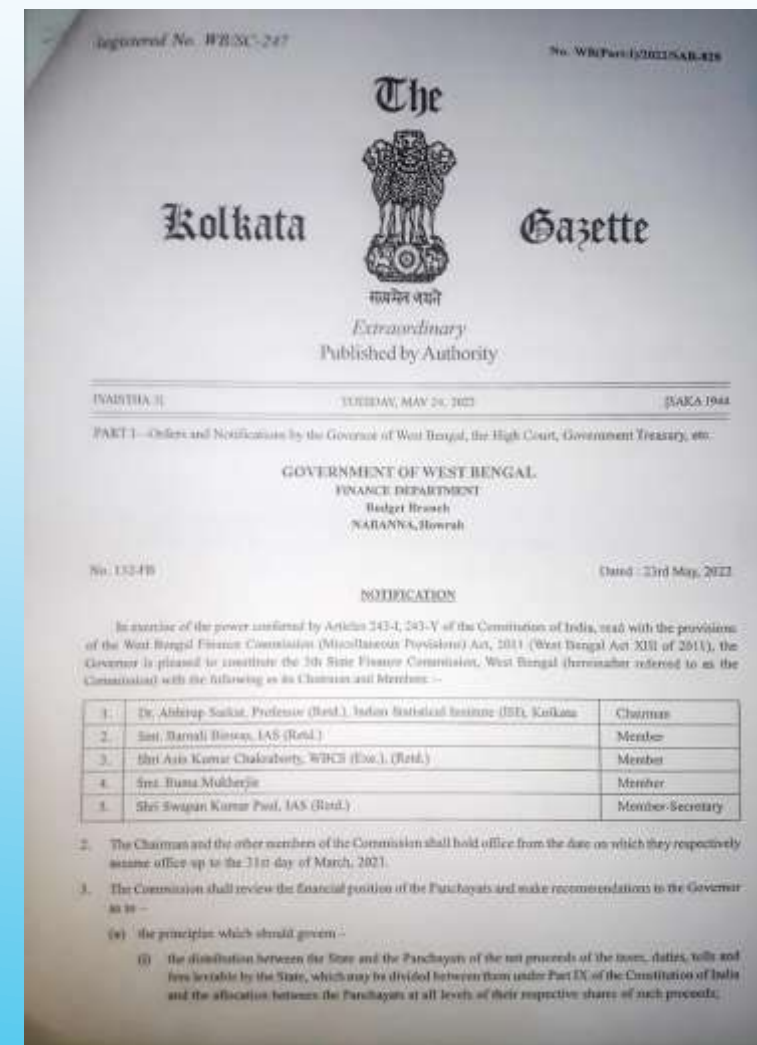 Registered No. WB/SC-247
No. WB(Part-I)/2022/SAR-828
The
Kolkata Gazette
सत्यमेव जयते
Extraordinary
Published by Authority
TUESDAY, MAY 24, 2022 [SAKA 1944
PART I—Orders and Notifications by the Governor of West Bengal, the High Court, Government Treasury, etc.
GOVERNMENT OF WEST BENGAL
FINANCE DEPARTMENT
Budget Branch
NABANNA, Howrah
No. 132-FB Dated : 23rd May, 2022
NOTIFICATION
In exercise of the power conferred by Articles 243-I, 243-Y of the Constitution of India, read with the provisions
of the West Bengal Finance Commission (Miscellaneous Provisions) Act, 2011 (West Bengal Act XIII of 2011), the
Governor is pleased to constitute the 5th State Finance Commission, West Bengal (hereinafter referred to as the
Commission) with the following as its Chairman and Members :–
1. Dr. Abhirup Sarkar, Professor (Retd.), Indian Statistical Institute (ISI), Kolkata Chairman
2. Smt. Barnali Biswas, IAS (Retd.) Member
3. Shri Asis Kumar Chakraborty, WBCS (Exe.), (Retd.) Member
4. Smt. Ruma Mukherjee Member
5. Shri Swapan Kumar Paul, IAS (Retd.) Member-Secretary
2. The Chairman and the other members of the Commission shall hold office from the date on which they respectively
assume office up to the 31st day of March,
3. The Commission shall review the financial position of the Panchayats and make recommendations to the Governor
as to –
(a) the principles which should govern –
(i) the distribution between the State and the Panchayats of the net proceeds of the taxes, duties, tolls and
fees leviable by the State, which may be divided between them under Part IX of the Constitution of India
and the allocation between the Panchayats at all levels of their respective shares of such proceeds;